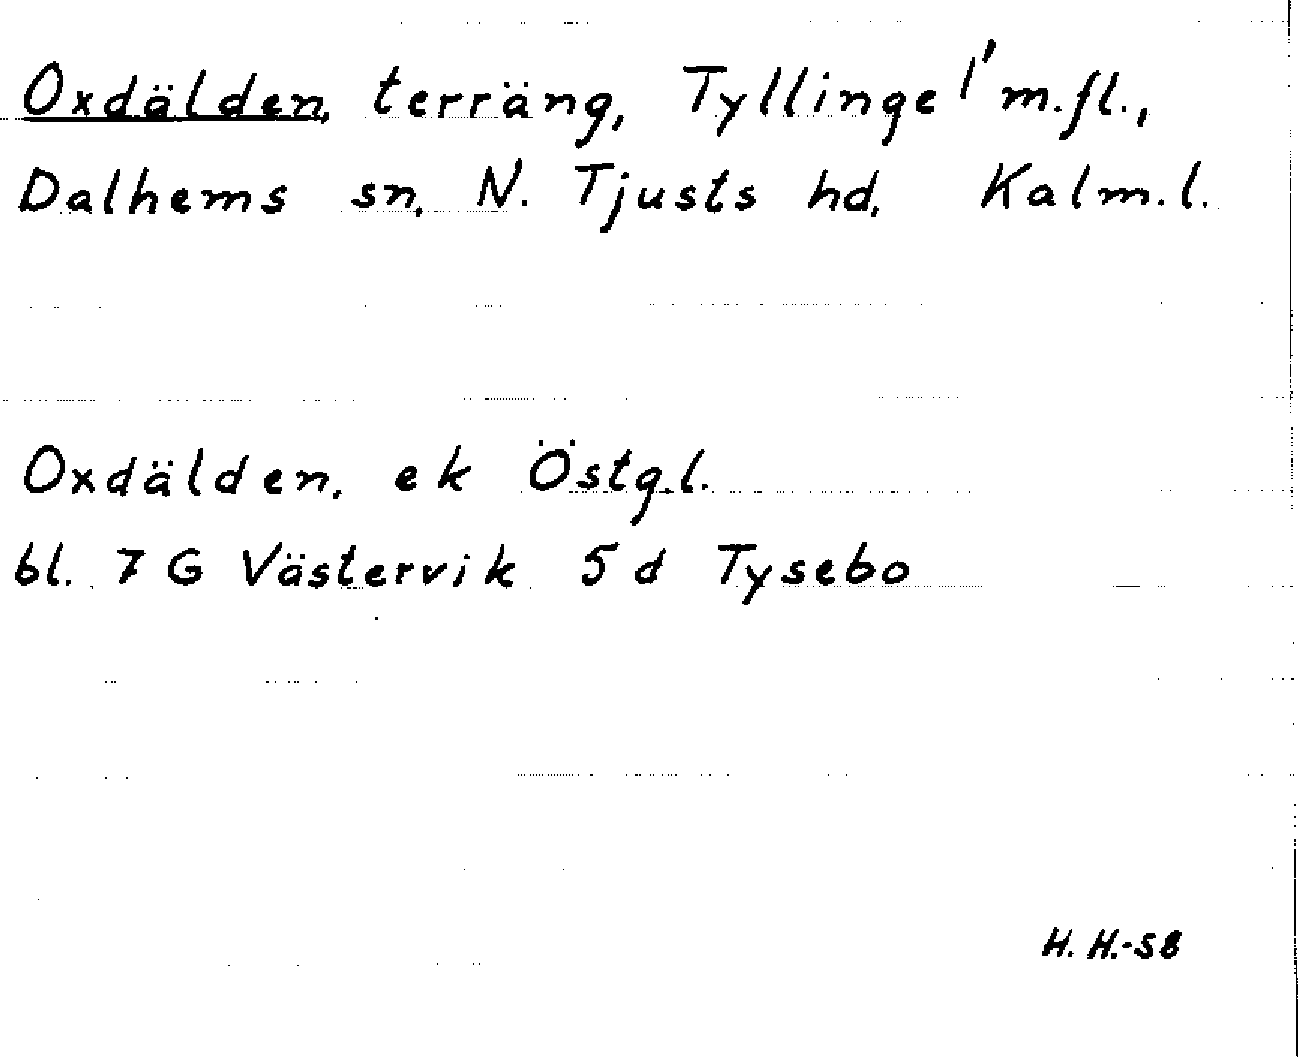 Oxdälden, terräng, Tyllinge 1' m.fl.,
Dalhems sn, N. Tjusts hd, Kalm.l.
Oxdälden, ek Östg.l.
bl. 7 G Västervik 5 d Tysebo
H. H.-58